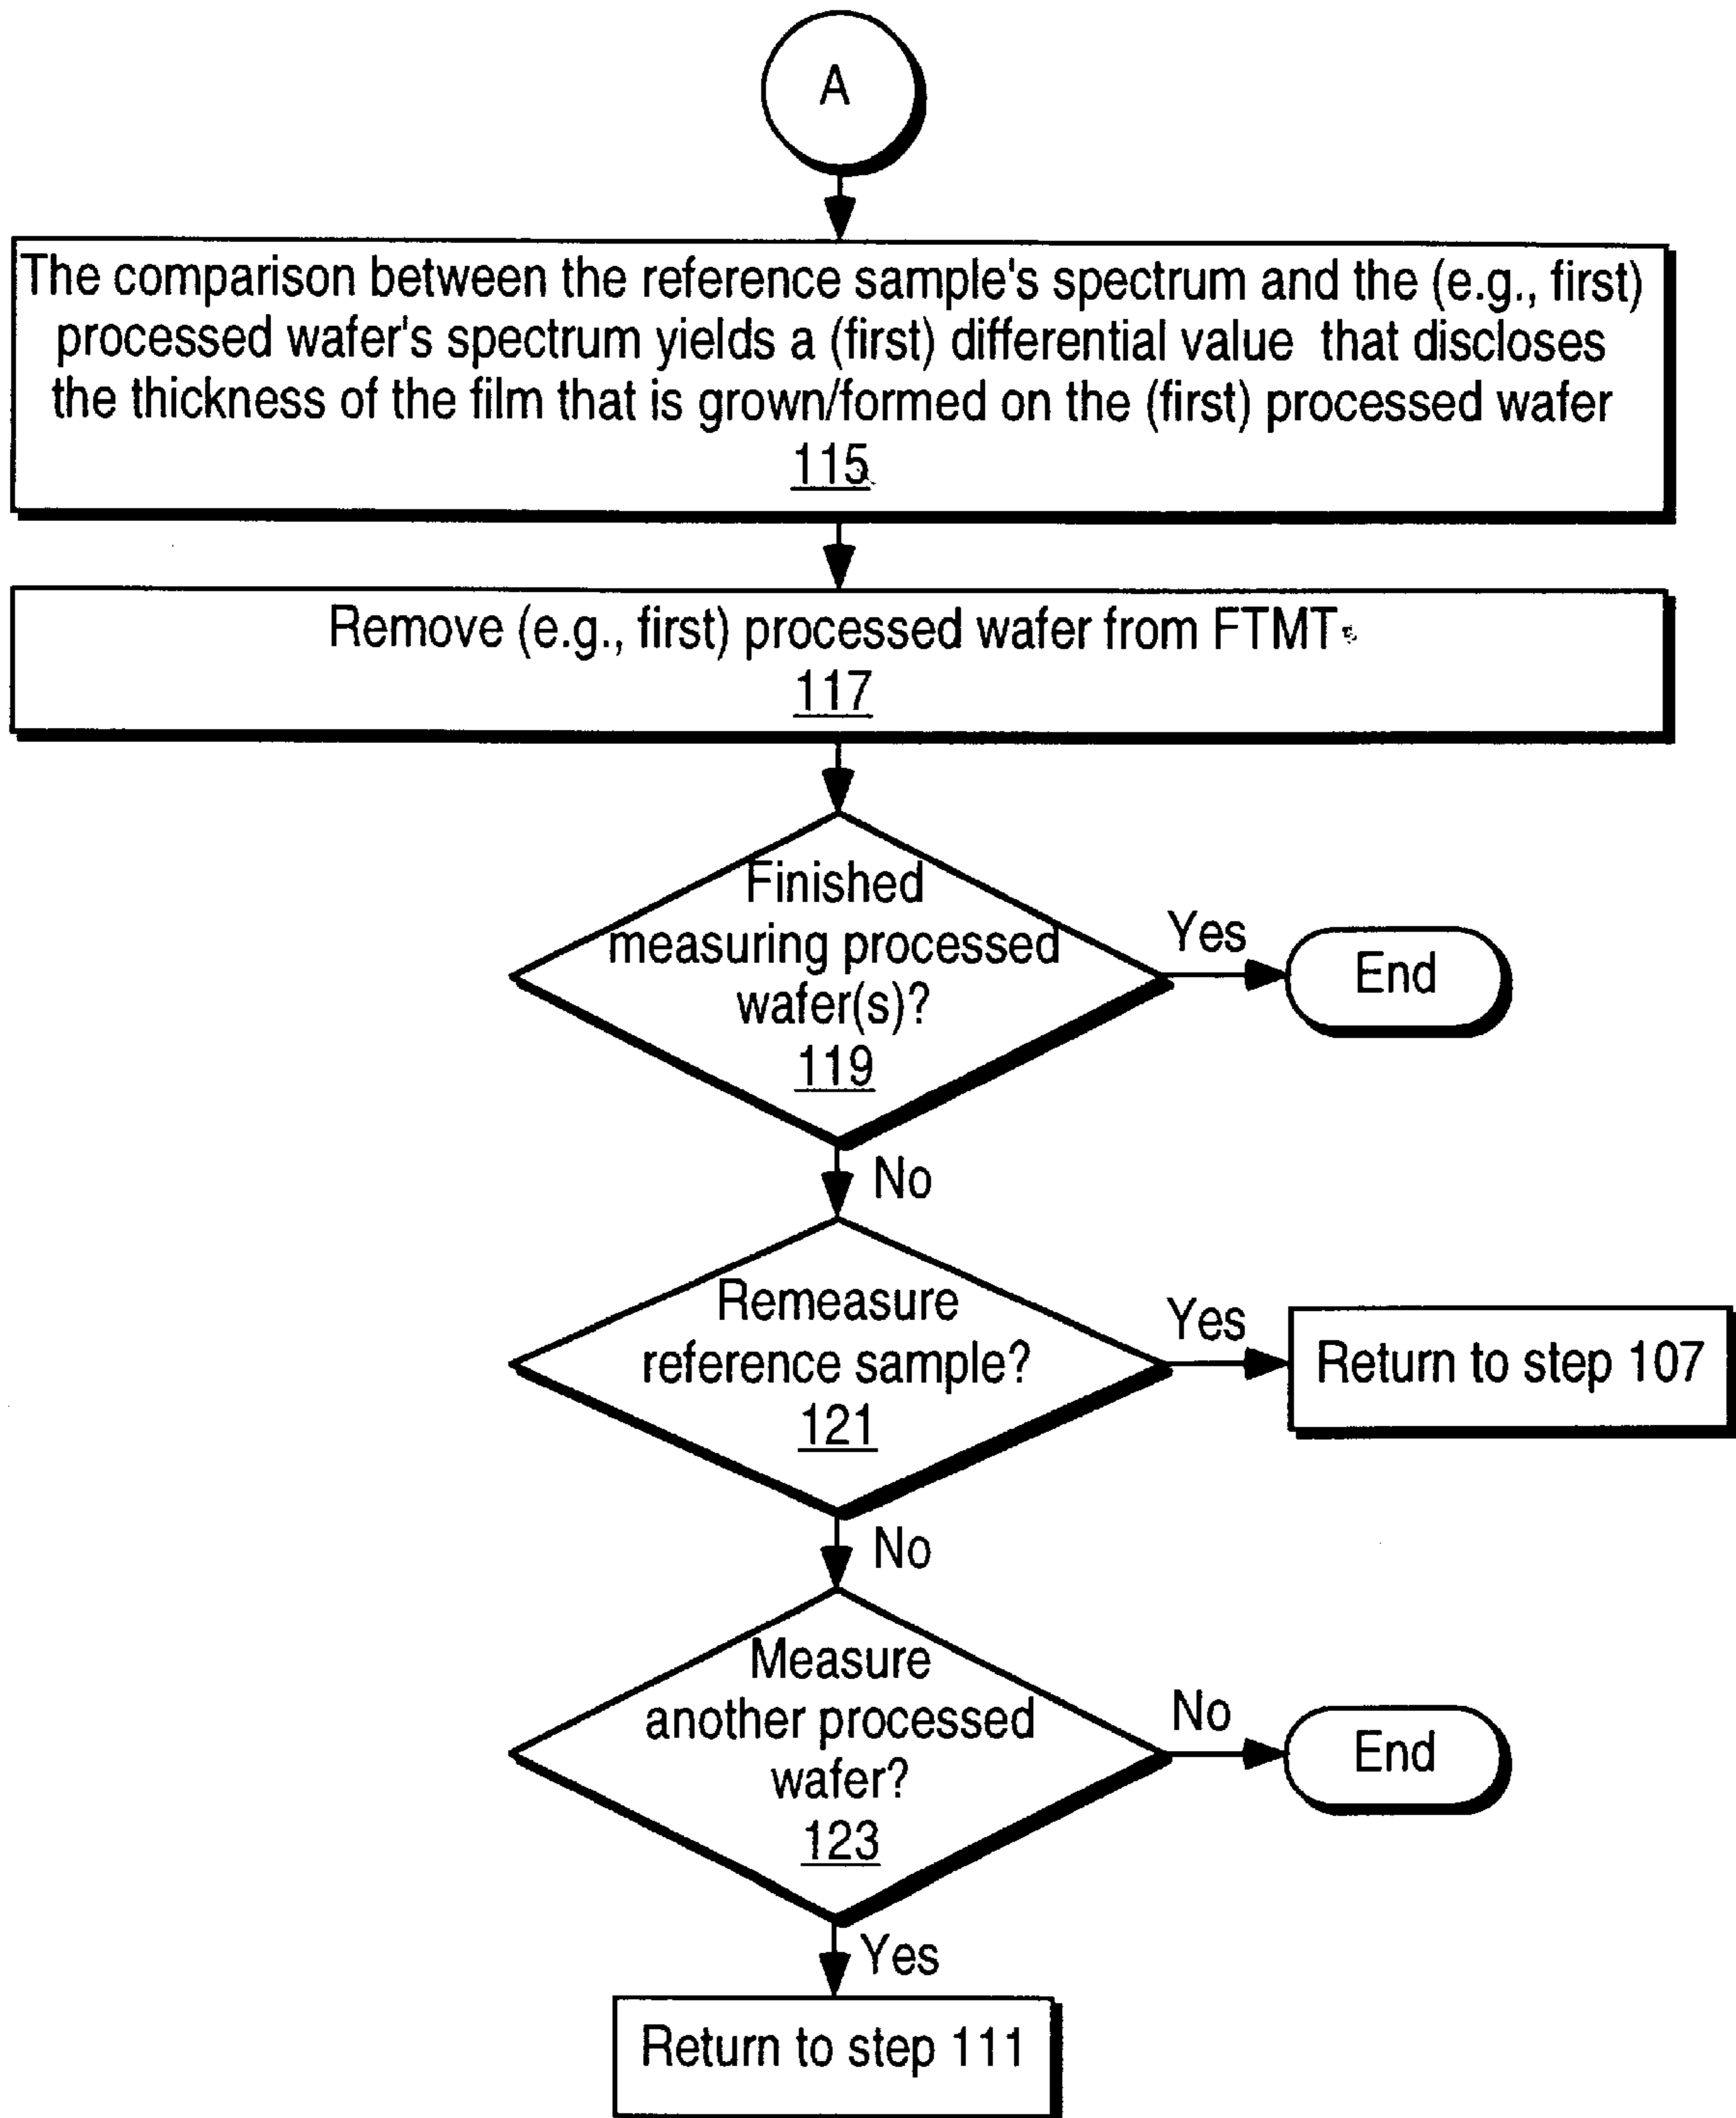 A
The comparison between the reference sample's spectrum and the (e.g., first)
processed wafer's spectrum yields a (first) differential value that discloses
the thickness of the film that is grown/formed on the (first) processed wafer
115
Remove (e.g., first) processed wafer from FTMT
117
Finished
measuring processed
wafer(s)?
119
Yes
End
No
Remeasure
reference sample?
121
Yes
Return to step 107
No
Measure
another processed
wafer?
123
No
End
Yes
Return to step 111